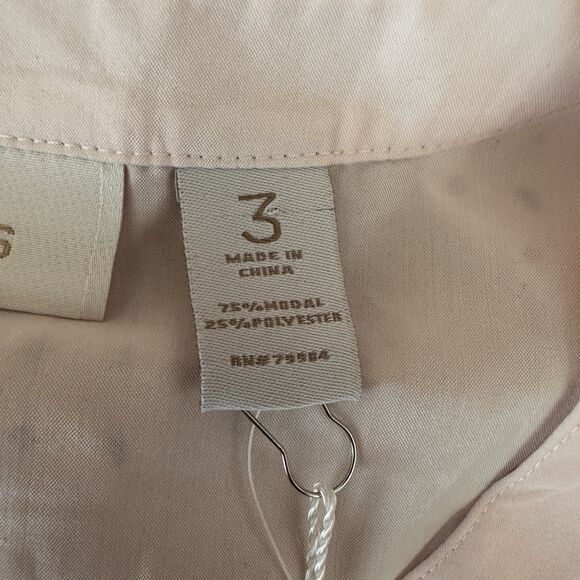 S
3
MADE IN
CHINA
75%MODAL
25%POLYESTER
RN#79984